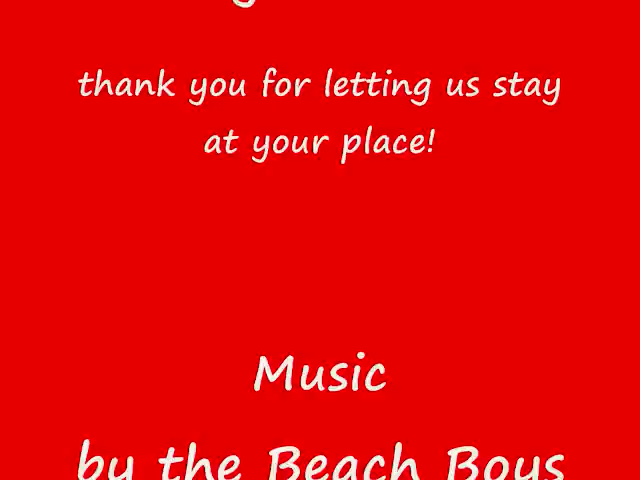 thank you for letting us stay
at your place!
Music
by the Beach Boys